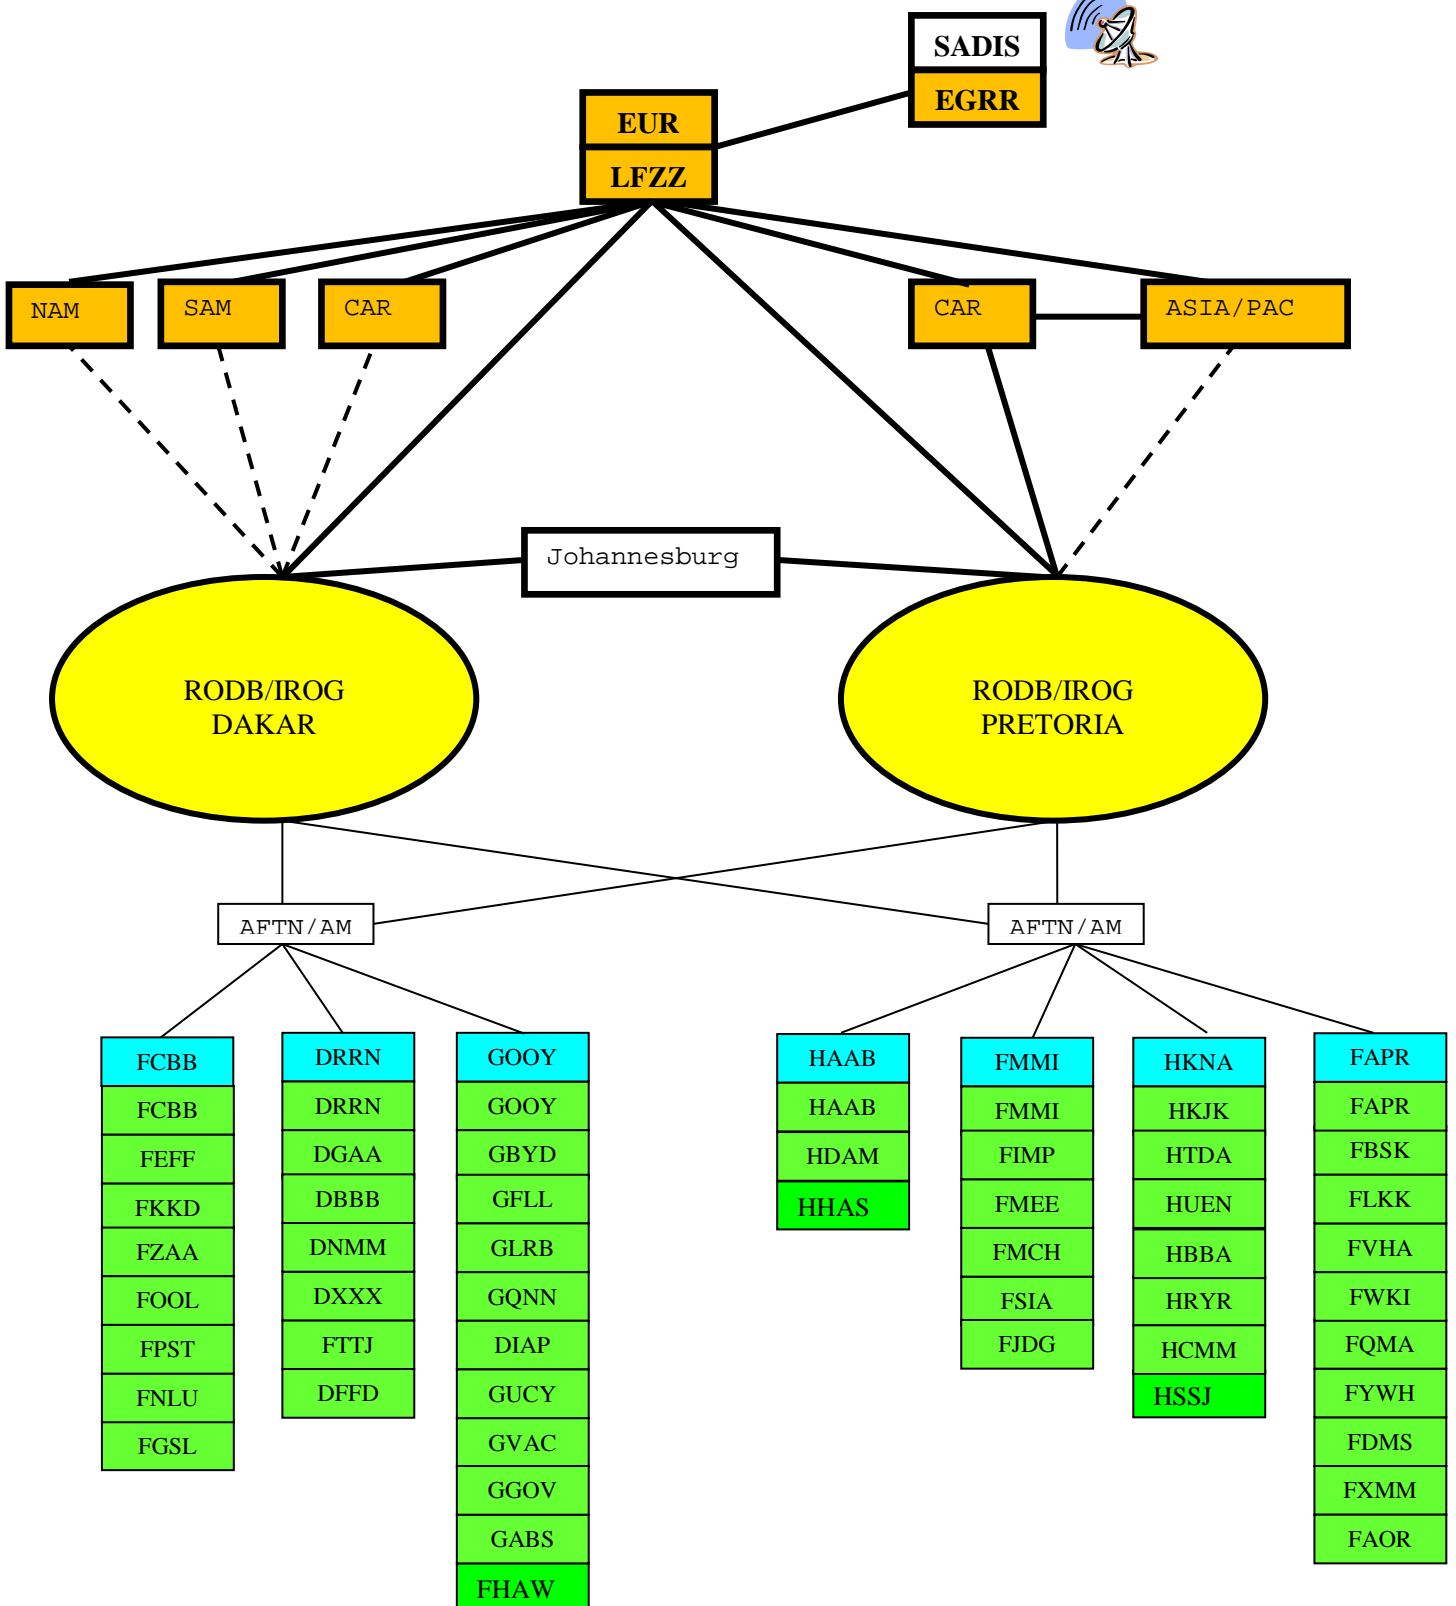 SADIS
EGRR
EUR
LFZZ
NAM
SAM
CAR
CAR
ASIA/PAC
Johannesburg
RODB/IROG
DAKAR
RODB/IROG
PRETORIA
AFTN/AM
AFTN/AM
FCBB
FCBB
FEFF
FKKD
FZAA
FOOL
FPST
FNLU
FGSL
DRRN
DRRN
DGAA
DBBB
DNMM
DXXX
FTTJ
DFFD
GOOY
GOOY
GBYD
GFLL
GLRB
GQNN
DIAP
GUCY
GVAC
GGOV
GABS
FHAW
HAAB
HAAB
HDAM
HHAS
FMMI
FMMI
FIMP
FMEE
FMCH
FSIA
FJDG
HKNA
HKJK
HTDA
HUEN
HBBA
HRYR
HCMM
HSSJ
FAPR
FAPR
FBSK
FLKK
FVHA
FWKI
FQMA
FYWH
FDMS
FXMM
FAOR